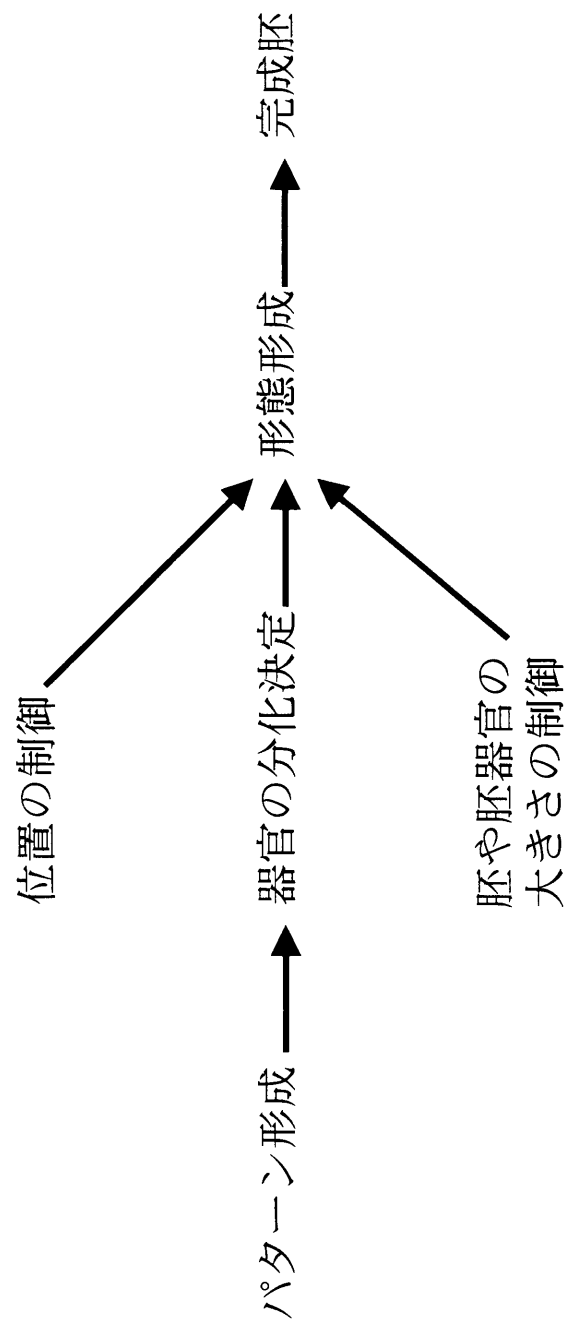 位置の制御
パターン形成
器官の分化決定
形態形成
完成胚
胚や胚器官の
大きさの制御